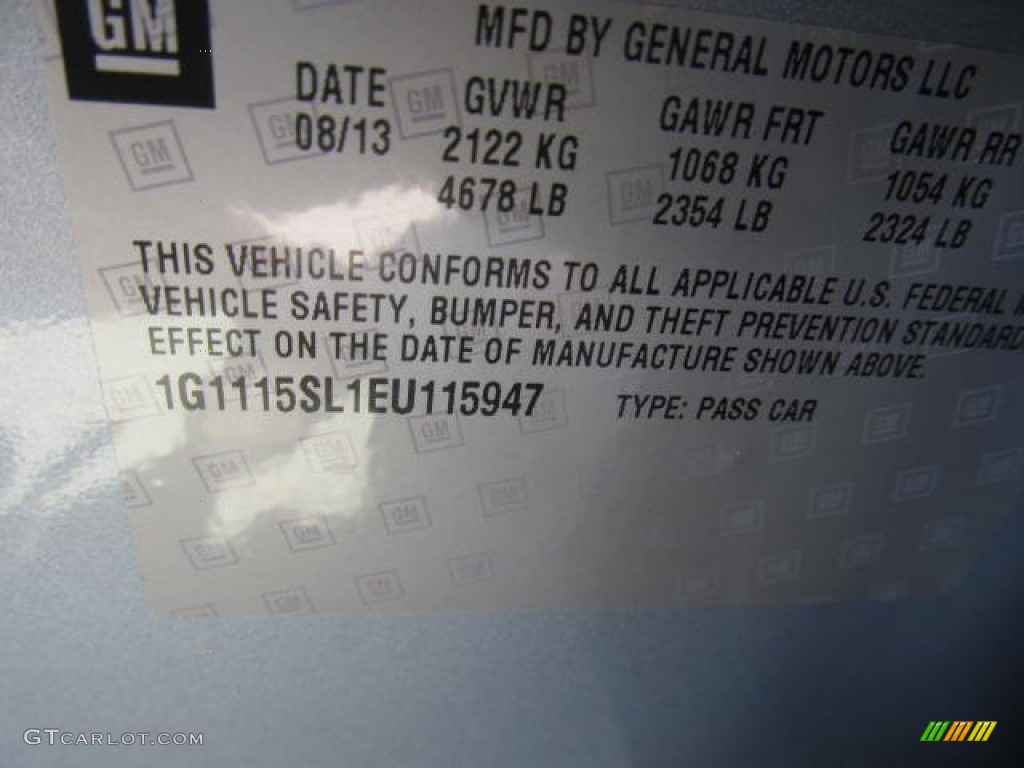 GM
MFD BY GENERAL MOTORS LLC
DATE GVWR GAWR FRT GAWR RR
08/13 2122 KG 1068 KG 1054 KG
4678 LB 2354 LB 2324 LB
THIS VEHICLE CONFORMS TO ALL APPLICABLE U.S. FEDERAL
VEHICLE SAFETY, BUMPER, AND THEFT PREVENTION STANDARD
EFFECT ON THE DATE OF MANUFACTURE SHOWN ABOVE.
1G1115SL1EU115947 TYPE: PASS CAR
GTCARLOT.COM